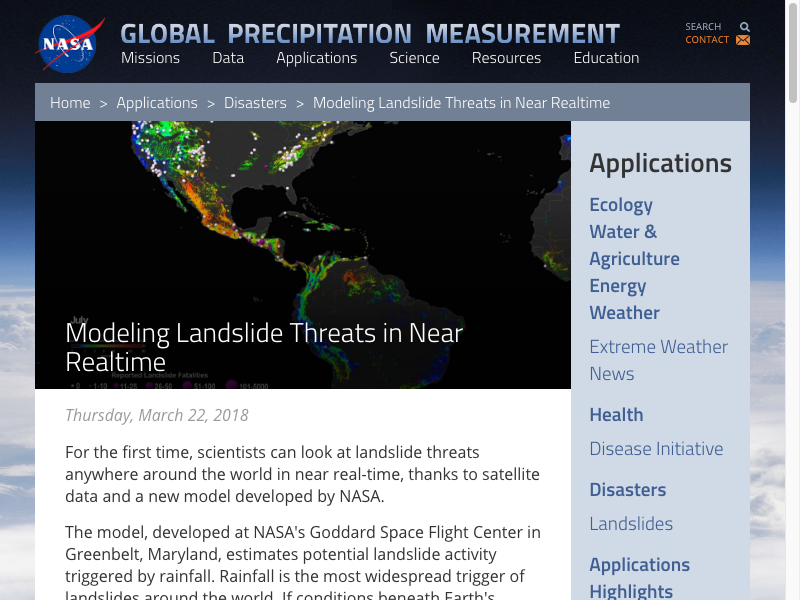 NASA
GLOBAL PRECIPITATION MEASUREMENT
SEARCH
CONTACT
Missions Data Applications Science Resources Education
Home > Applications > Disasters > Modeling Landslide Threats in Near Realtime
July
Modeling Landslide Threats in Near
Realtime
Reported Landslide Fatalities
0 1-10 11-25 26-50 51-100 101-5000
Thursday, March 22, 2018
For the first time, scientists can look at landslide threats
anywhere around the world in near real-time, thanks to satellite
data and a new model developed by NASA.
The model, developed at NASA's Goddard Space Flight Center in
Greenbelt, Maryland, estimates potential landslide activity
triggered by rainfall. Rainfall is the most widespread trigger of
landslides around the world. If conditions beneath Earth's
Applications
Ecology
Water &
Agriculture
Energy
Weather
Extreme Weather
News
Health
Disease Initiative
Disasters
Landslides
Applications
Highlights